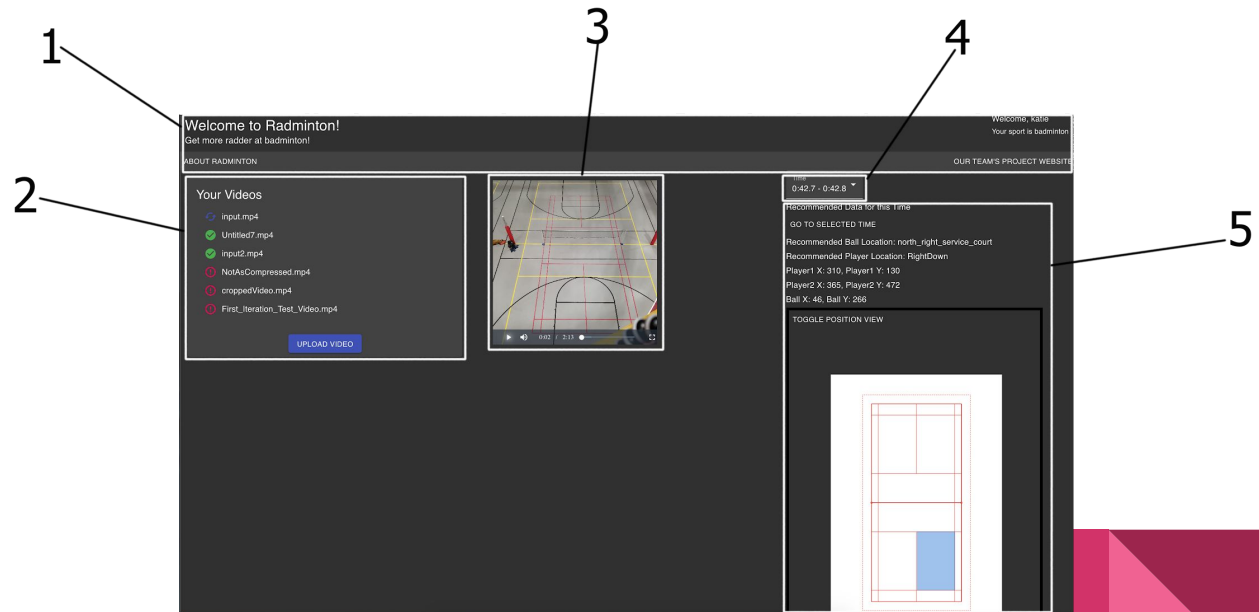 1
3
4
Welcome to Radminton!
Get more radder at badminton!
Welcome, katie
Your sport is badminton
ABOUT RADMINTON
OUR TEAM'S PROJECT WEBSITE
2
Your Videos
input.mp4
Untitled7.mp4
input2.mp4
NotAsCompressed.mp4
croppedVideo.mp4
First_Iteration_Test_Video.mp4
UPLOAD VIDEO
0:02 / 2:13
Time
0:42.7 - 0:42.8
5
Recommended Data for this Time
GO TO SELECTED TIME
Recommended Ball Location: north_right_service_court
Recommended Player Location: RightDown
Player1 X: 310, Player1 Y: 130
Player2 X: 365, Player2 Y: 472
Ball X: 46, Ball Y: 266
TOGGLE POSITION VIEW